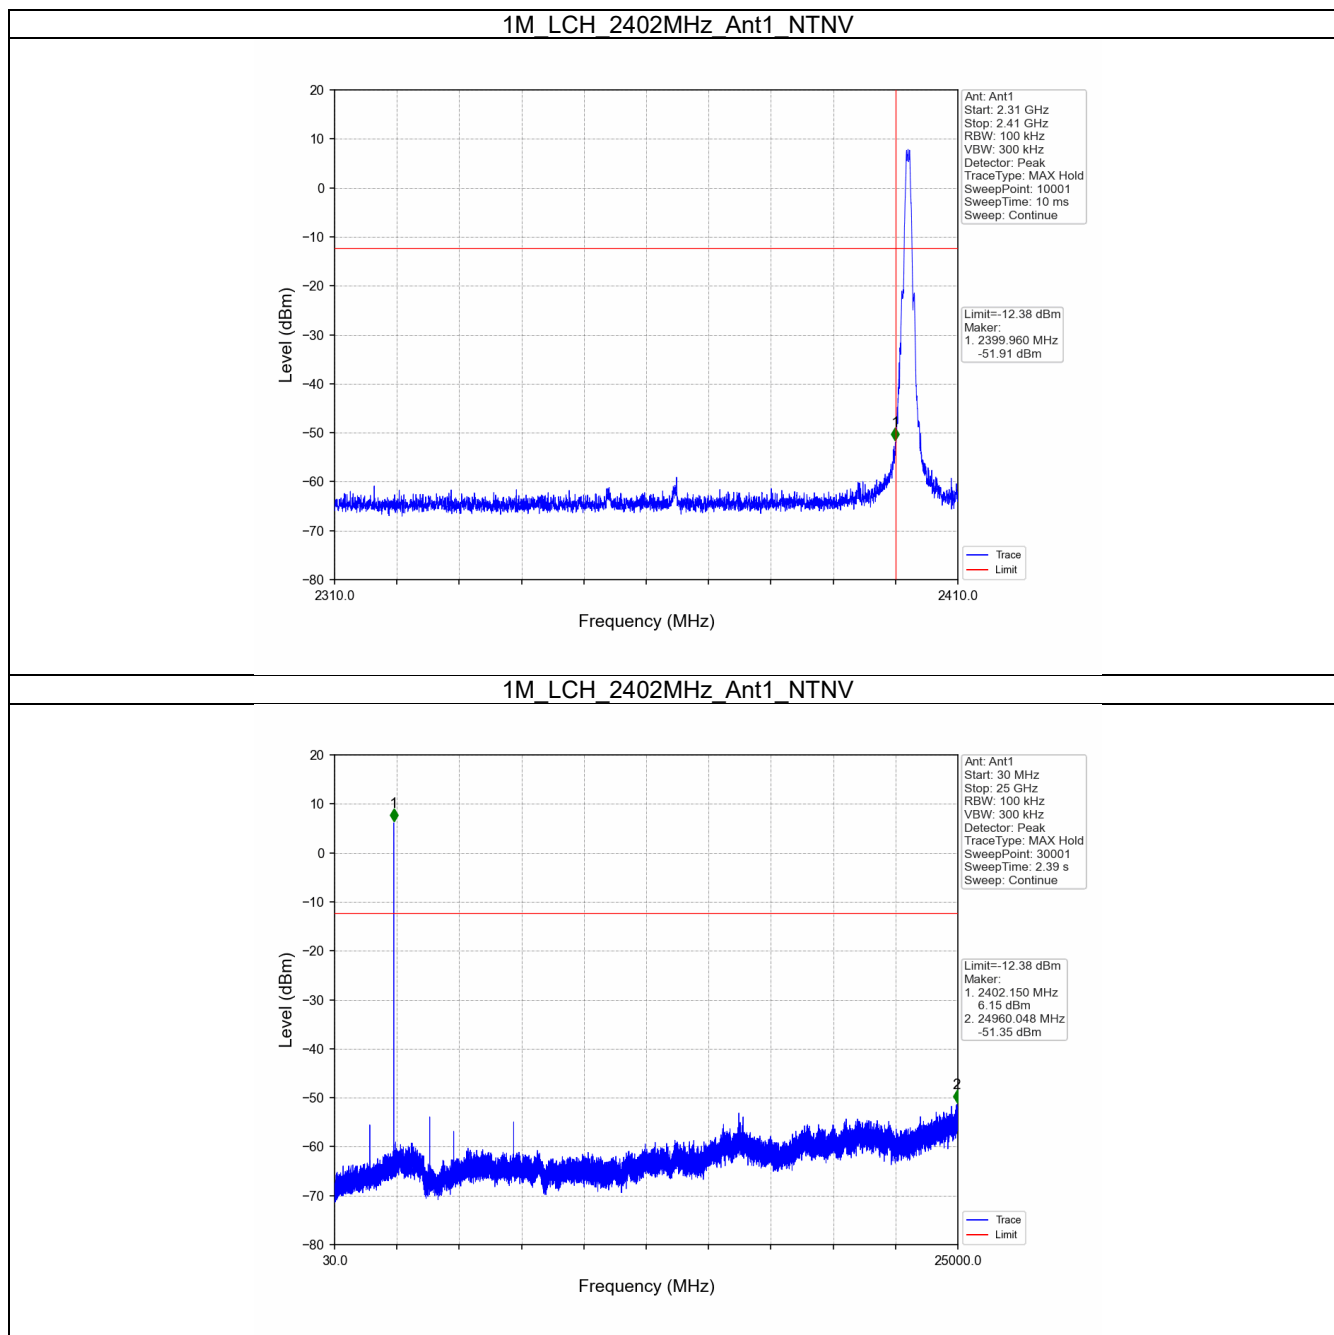 1M_LCH_2402MHz_Ant1_NTNV
20
10
0
−10
−20
−30
−40
−50
−60
−70
−80
Level (dBm)
1
2310.0
2410.0
Frequency (MHz)
Ant: Ant1
Start: 2.31 GHz
Stop: 2.41 GHz
RBW: 100 kHz
VBW: 300 kHz
Detector: Peak
TraceType: MAX Hold
SweepPoint: 10001
SweepTime: 10 ms
Sweep: Continue
Limit=-12.38 dBm
Maker:
1. 2399.960 MHz
-51.91 dBm
Trace
Limit
1M_LCH_2402MHz_Ant1_NTNV
20
10
0
−10
−20
−30
−40
−50
−60
−70
−80
Level (dBm)
1
2
30.0
25000.0
Frequency (MHz)
Ant: Ant1
Start: 30 MHz
Stop: 25 GHz
RBW: 100 kHz
VBW: 300 kHz
Detector: Peak
TraceType: MAX Hold
SweepPoint: 30001
SweepTime: 2.39 s
Sweep: Continue
Limit=-12.38 dBm
Maker:
1. 2402.150 MHz
6.15 dBm
2. 24960.048 MHz
-51.35 dBm
Trace
Limit